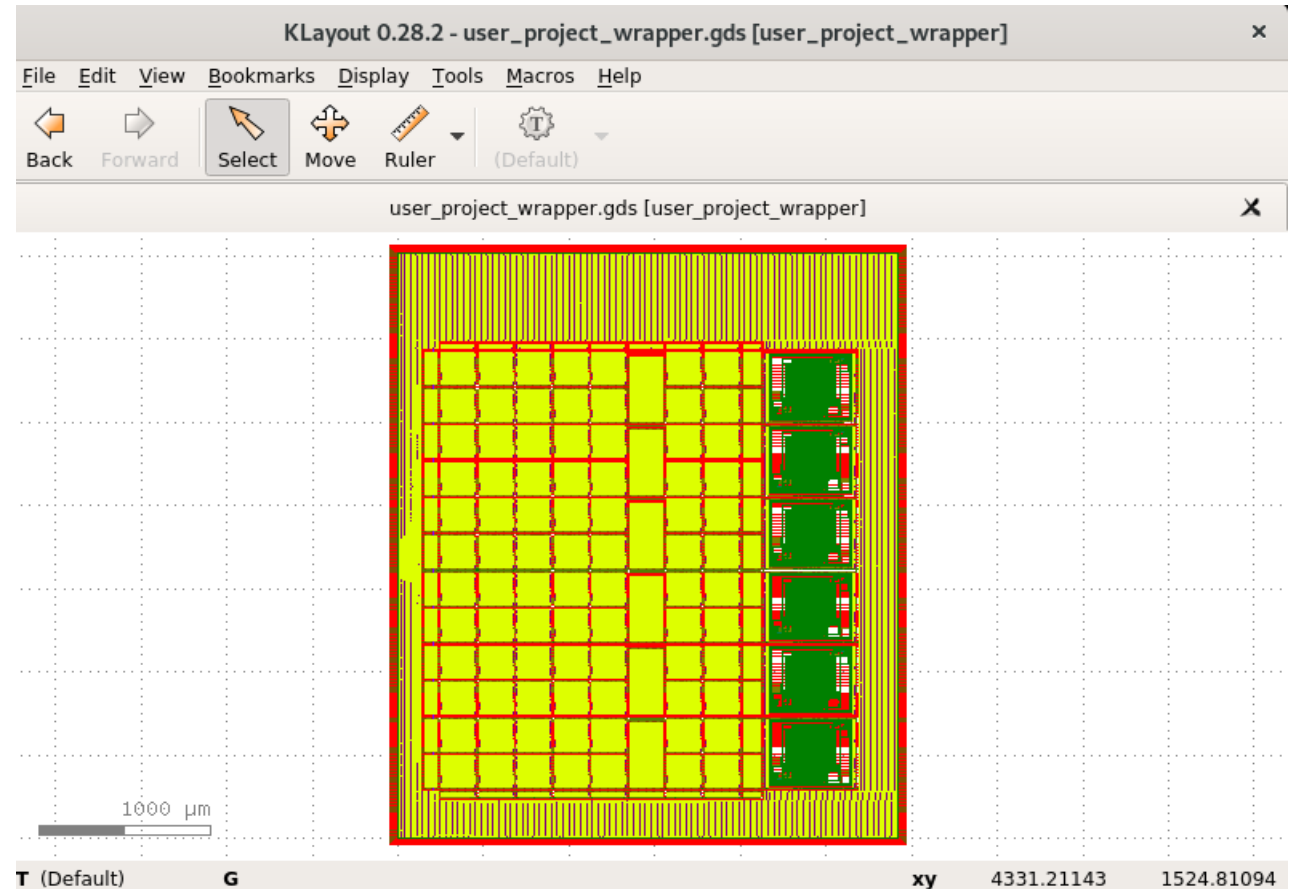 KLayout 0.28.2 - user_project_wrapper.gds [user_project_wrapper]
File Edit View Bookmarks Display Tools Macros Help
Back Forward Select Move Ruler (Default)
user_project_wrapper.gds [user_project_wrapper]
1000 µm
T (Default) G xy 4331.21143 1524.81094